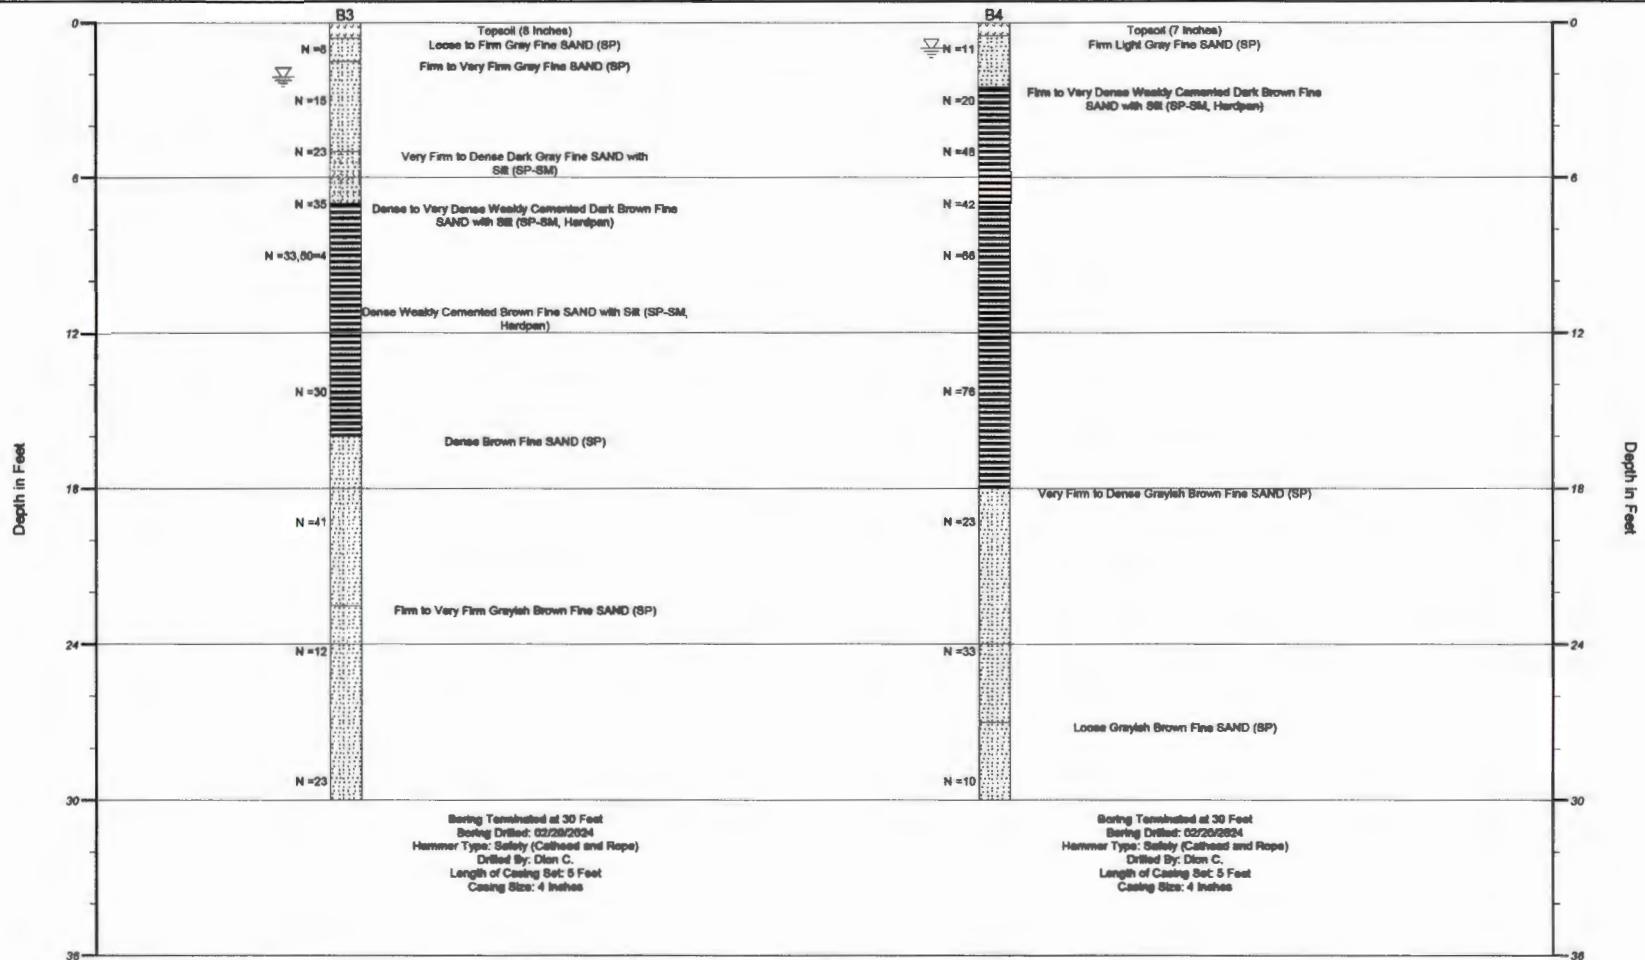 B3
Topsoil (8 Inches)
Loose to Firm Gray Fine SAND (SP)
Firm to Very Firm Gray Fine SAND (SP)
Very Firm to Dense Dark Gray Fine SAND with
Silt (SP-SM)
Dense to Very Dense Weakly Cemented Dark Brown Fine
SAND with Silt (SP-SM, Hardpan)
Dense Weakly Cemented Brown Fine SAND with Silt (SP-SM,
Hardpan)
Dense Brown Fine SAND (SP)
Firm to Very Firm Grayish Brown Fine SAND (SP)
N =8
N =15
N =23
N =35
N =33,50=4
N =30
N =41
N =12
N =23
Boring Terminated at 30 Feet
Boring Drilled: 02/20/2024
Hammer Type: Safety (Cathead and Rope)
Drilled By: Dion C.
Length of Casing Set: 5 Feet
Casing Size: 4 Inches
B4
Topsoil (7 Inches)
Firm Light Gray Fine SAND (SP)
Firm to Very Dense Weakly Cemented Dark Brown Fine
SAND with Silt (SP-SM, Hardpan)
Very Firm to Dense Grayish Brown Fine SAND (SP)
Loose Grayish Brown Fine SAND (SP)
N =11
N =20
N =42
N =76
N =23
N =33
N =10
Boring Terminated at 30 Feet
Boring Drilled: 02/20/2024
Hammer Type: Safety (Cathead and Rope)
Drilled By: Dion C.
Length of Casing Set: 5 Feet
Casing Size: 4 Inches
Depth in Feet
0
6
12
18
24
30
36
Depth in Feet
0
6
12
18
24
30
36